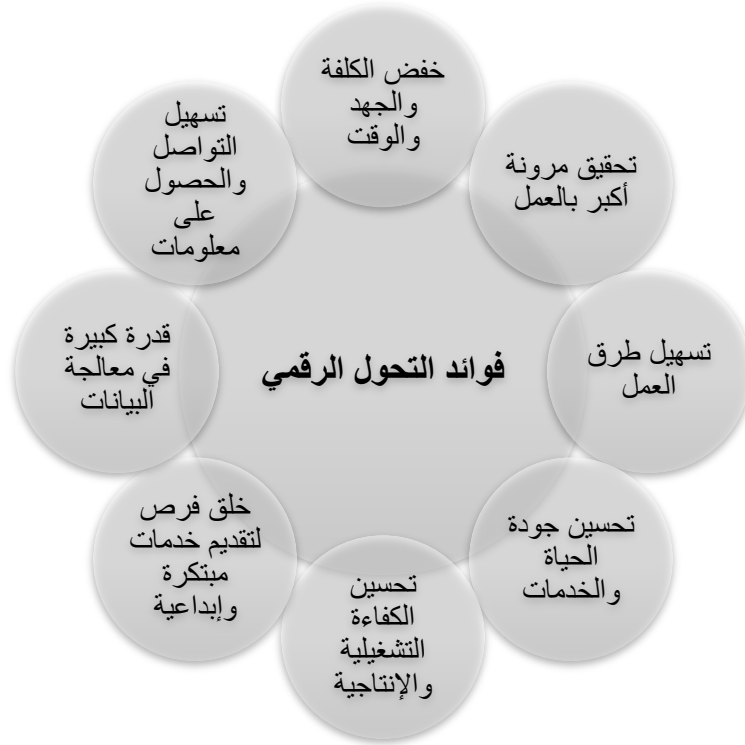 فوائد التحول الرقمي
خفض الكلفة
والجهد
والوقت
تحقيق مرونة
أكبر بالعمل
تسهيل طرق
العمل
تحسين جودة
الحياة
والخدمات
تحسين
الكفاءة
التشغيلية
والإنتاجية
خلق فرص
لتقديم خدمات
مبتكرة
وإبداعية
قدرة كبيرة
في معالجة
البيانات
تسهيل
التواصل
والحصول
على
معلومات